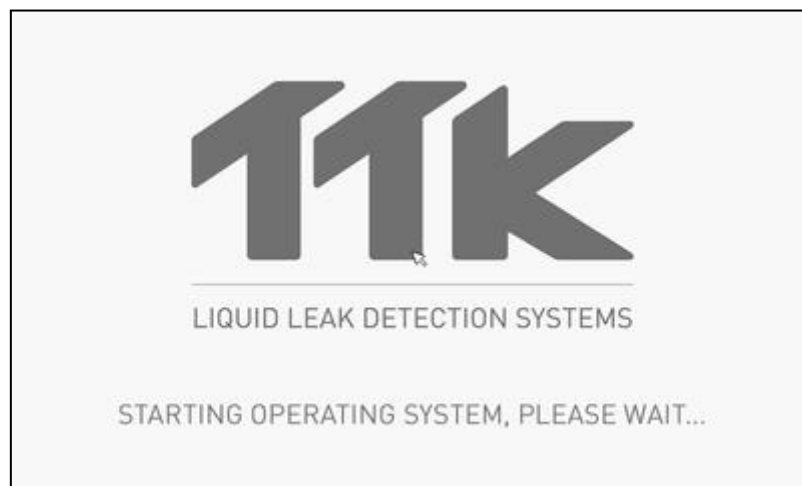 TTK
LIQUID LEAK DETECTION SYSTEMS
STARTING OPERATING SYSTEM, PLEASE WAIT...